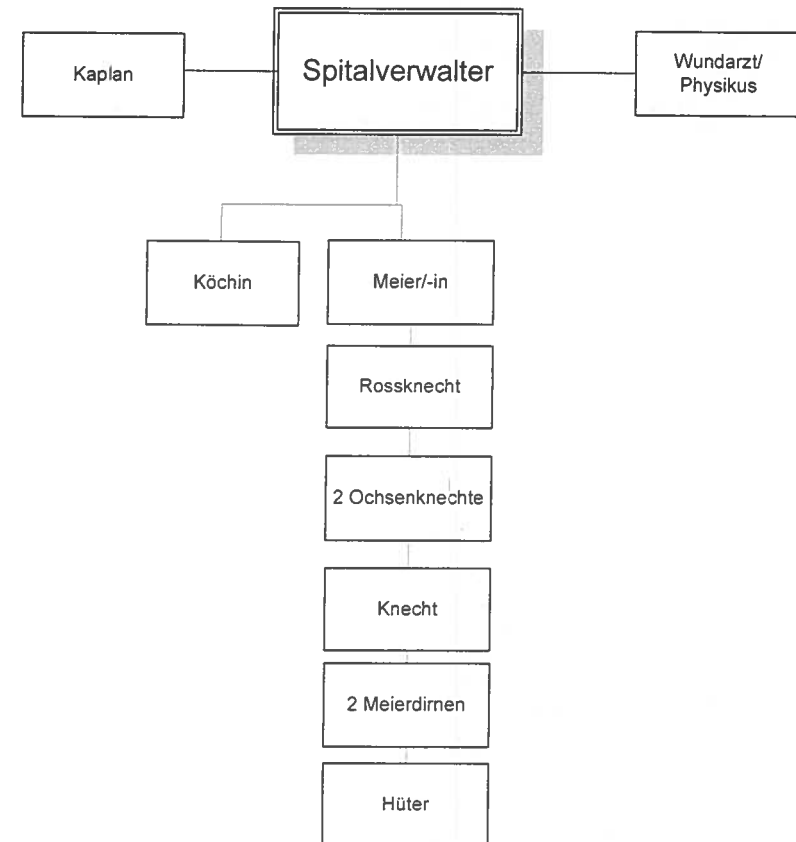 Kaplan
Spitalverwalter
Wundarzt/
Physikus
Köchin
Meier/-in
Rossknecht
2 Ochsenknechte
Knecht
2 Meierdirnen
Hüter